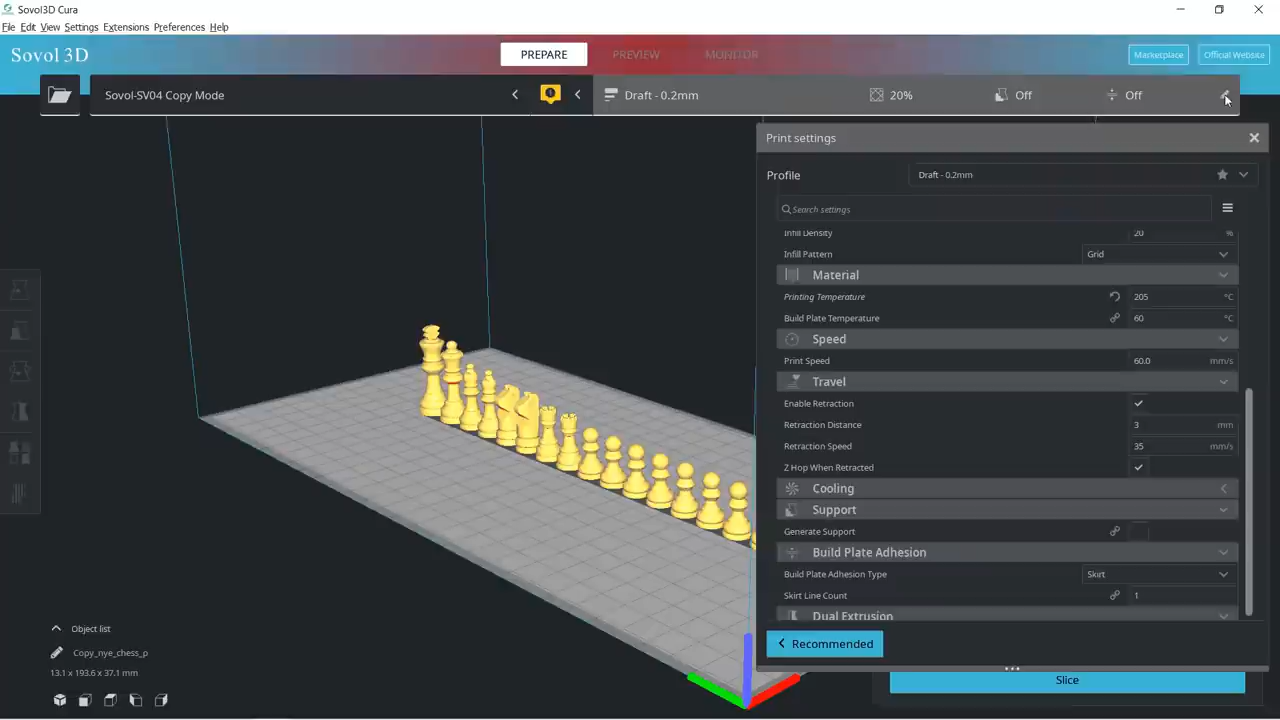 Sovol3D Cura
File Edit View Settings Extensions Preferences Help
Sovol 3D
PREPARE
PREVIEW
MONITOR
Marketplace
Official Website
Sovol-SV04 Copy Mode
Draft - 0.2mm
20%
Off
Off
Print settings
Profile
Draft - 0.2mm
Search settings
Infill Density 20 %
Infill Pattern Grid
Material
Printing Temperature 205 °C
Build Plate Temperature 60 °C
Speed
Print Speed 60.0 mm/s
Travel
Enable Retraction
Retraction Distance 3 mm
Retraction Speed 35 mm/s
Z Hop When Retracted
Cooling
Support
Generate Support
Build Plate Adhesion
Build Plate Adhesion Type Skirt
Skirt Line Count 1
Dual Extrusion
Recommended
Slice
Object list
Copy_nye_chess_p
13.1 x 193.6 x 37.1 mm